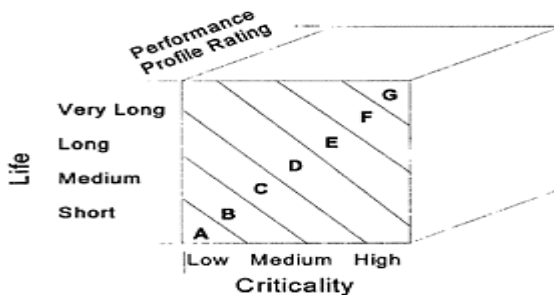 Performance
Profile Rating
G
Very Long
F
Long
E
D
Life
Medium
C
Short
B
A
Low Medium High
Criticality